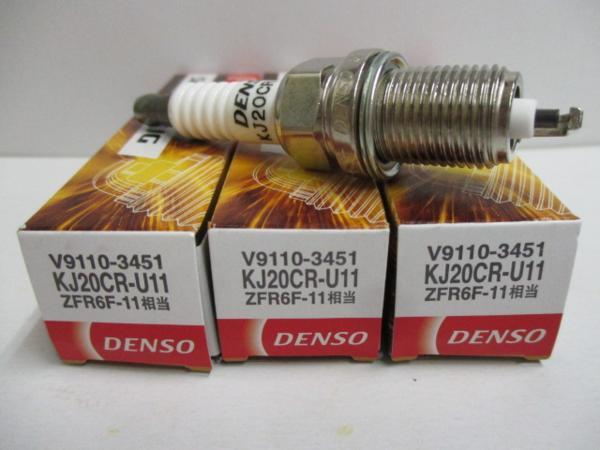 DENSO
KJ20CR
V9110-3451
KJ20CR-U11
ZFR6F-11相当
DENSO
V9110-3451
KJ20CR-U11
ZFR6F-11相当
DENSO
V9110-3451
KJ20CR-U11
ZFR6F-11相当
DENSO